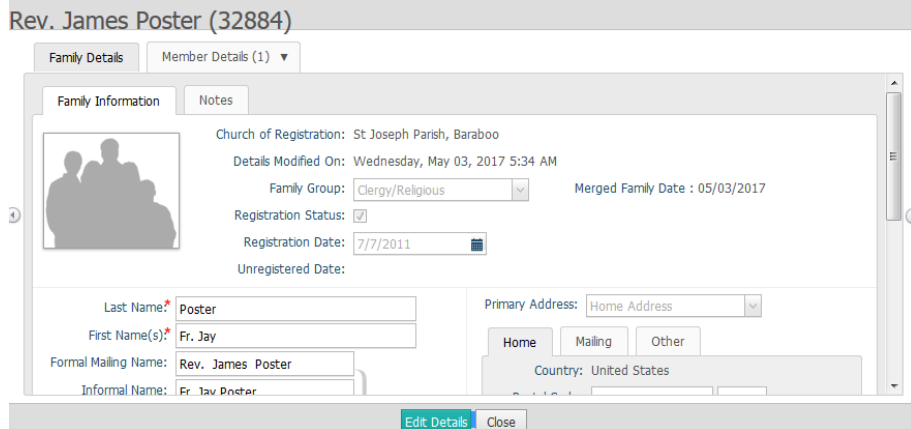 Rev. James Poster (32884)
Family Details Member Details (1) ▼
Family Information Notes
Church of Registration: St Joseph Parish, Baraboo
Details Modified On: Wednesday, May 03, 2017 5:34 AM
Family Group: Clergy/Religious Merged Family Date : 05/03/2017
Registration Status:
Registration Date: 7/7/2011
Unregistered Date:
Last Name:* Poster
First Name(s):* Fr. Jay
Formal Mailing Name: Rev. James Poster
Informal Name: Fr. Jay Poster
Primary Address: Home Address
Home Mailing Other
Country: United States
Edit Details Close